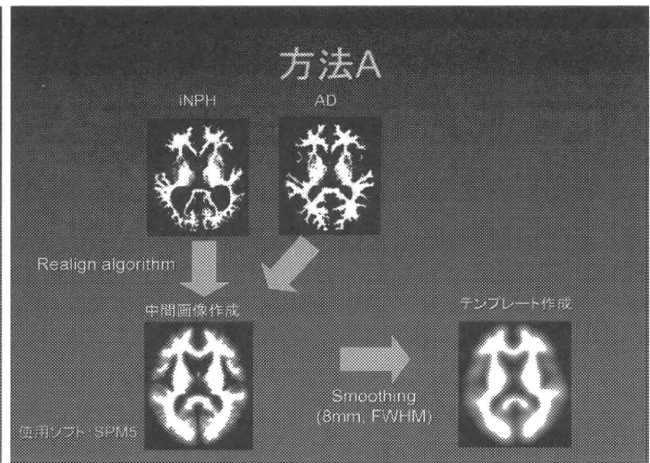 方法A
iNPH
AD
Realign algorithm
中間画像作成
テンプレート作成
Smoothing
(8mm, FWHM)
使用ソフト:SPM5